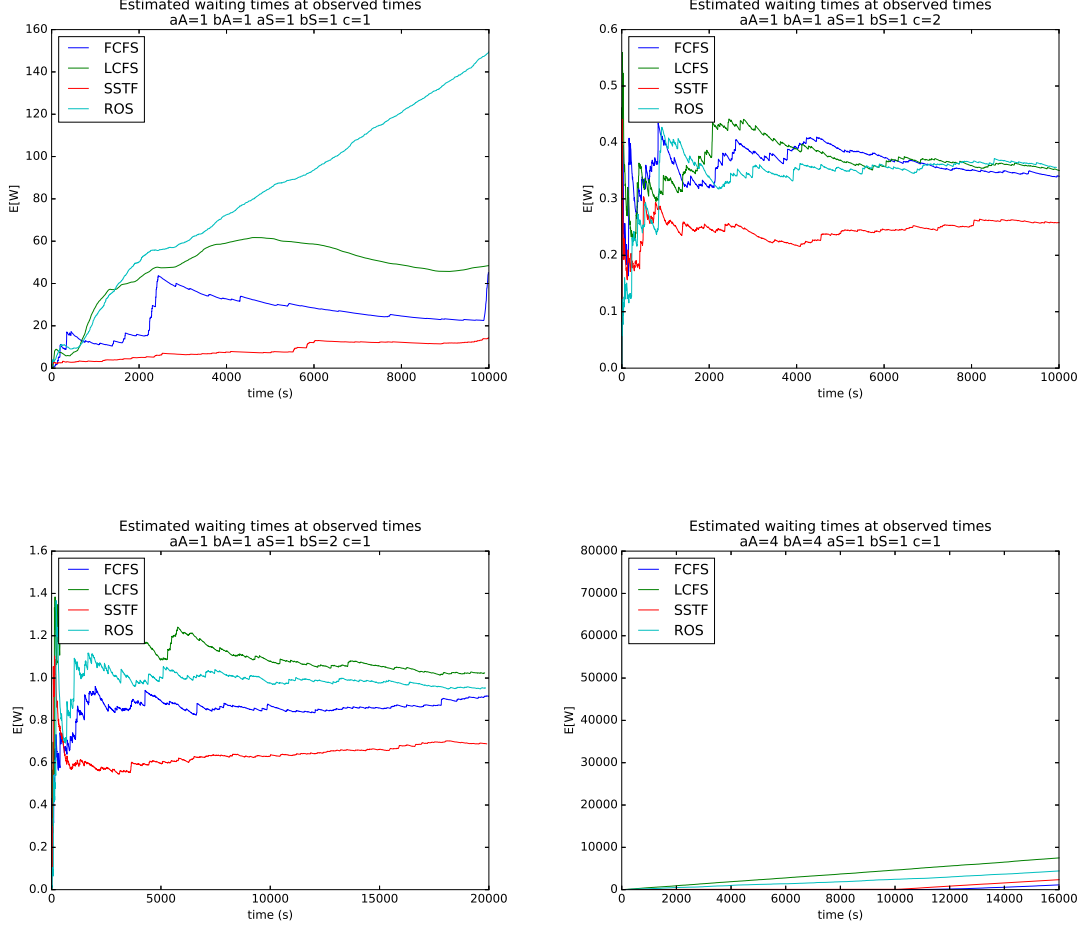 Estimated waiting times at observed times
aA=1 bA=1 aS=1 bS=1 c=1
160
140
120
100
80
60
40
20
0
E[W]
FCFS
LCFS
SSTF
ROS
0 2000 4000 6000 8000 10000
time (s)
Estimated waiting times at observed times
aA=1 bA=1 aS=1 bS=1 c=2
0.6
0.5
0.4
0.3
0.2
0.1
0.0
E[W]
FCFS
LCFS
SSTF
ROS
0 2000 4000 6000 8000 10000
time (s)
Estimated waiting times at observed times
aA=1 bA=1 aS=1 bS=2 c=1
1.6
1.4
1.2
1.0
0.8
0.6
0.4
0.2
0.0
E[W]
FCFS
LCFS
SSTF
ROS
0 5000 10000 15000 20000
time (s)
Estimated waiting times at observed times
aA=4 bA=4 aS=1 bS=1 c=1
80000
70000
60000
50000
40000
30000
20000
10000
0
E[W]
FCFS
LCFS
SSTF
ROS
0 2000 4000 6000 8000 10000 12000 14000 16000
time (s)